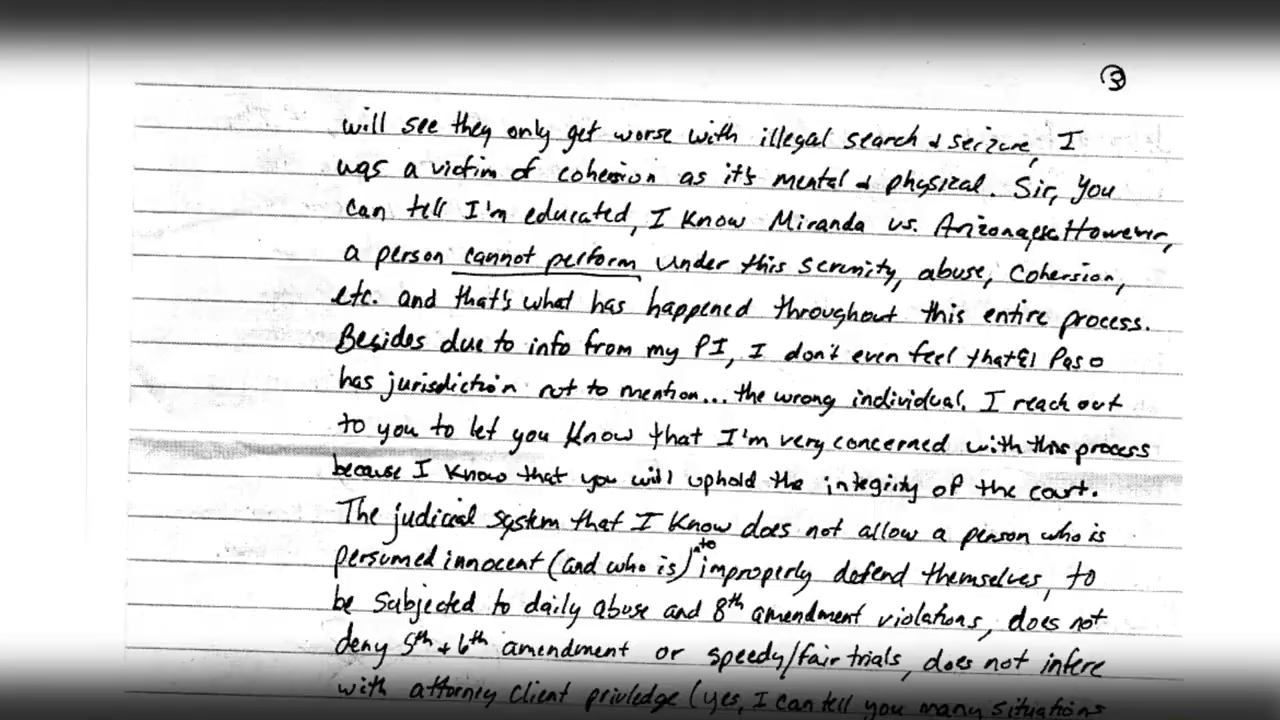 ③
will see they only get worse with illegal search & seizure, I
was a victim of cohersion as it's mental & physical. Sir, you
can tell I'm educated, I know Miranda vs. However,
a person cannot perform under this scrunity, abuse, cohersion,
etc. and that's what has happened throughout this entire process.
Besides due to info from my PI, I don't even feel that El Paso
has jurisdiction not to mention... the wrong individual. I reach out
to you to let you know that I'm very concerned with this process
because I know that you will uphold the integrity of the court.
The judicial system that I know does not allow a person who is
persumed innocent (and who is) to improperly defend themselves, to
be subjected to daily abuse and 8th amendment violations, does not
deny 5th + 6th amendment or speedy/fair trials, does not infere
with attorney client priviledge (yes, I can tell you many situations